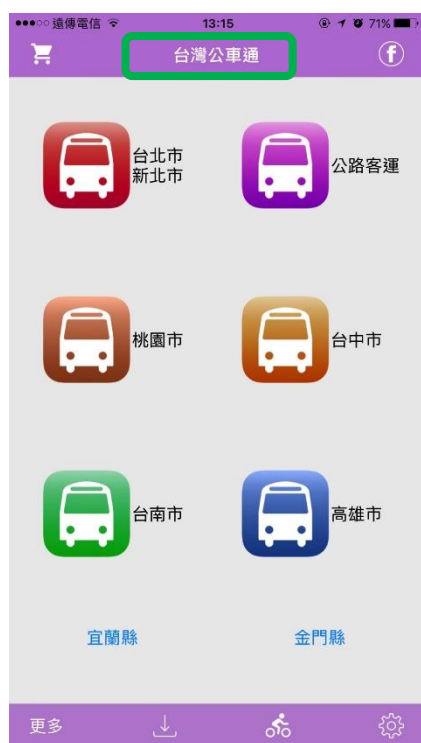 遠傳電信 13:15 71%
台灣公車通
台北市
新北市
公路客運
桃園市
台中市
台南市
高雄市
宜蘭縣
金門縣
更多